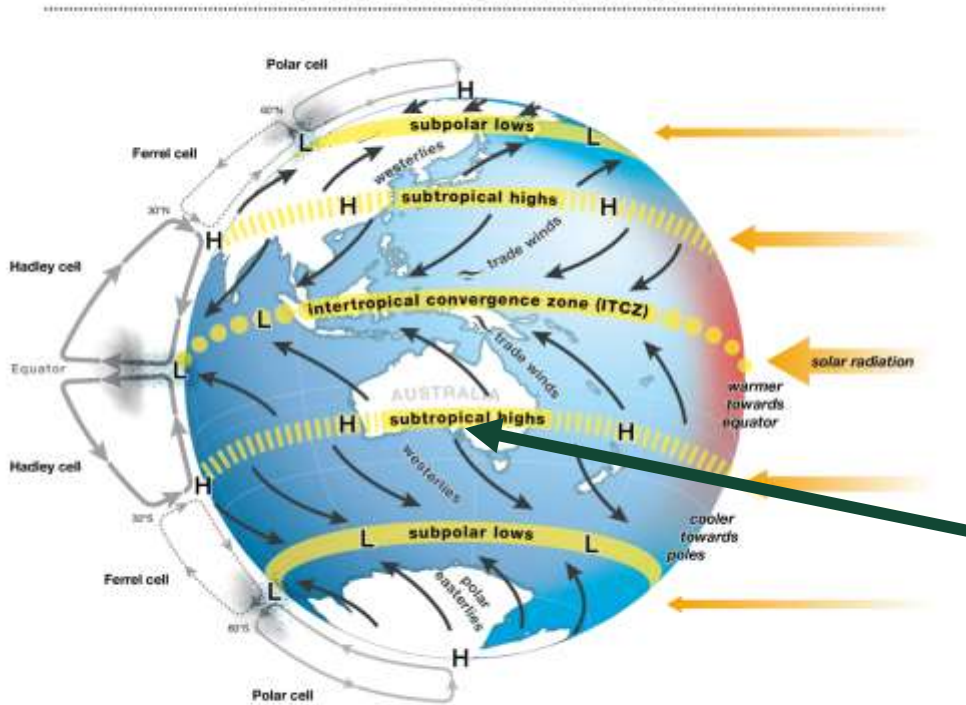 Polar cell
H
60°N
L
subpolar lows
L
Ferrel cell
westerlies
30°N
H
H
subtropical highs
H
Hadley cell
trade winds
intertropical convergence zone (ITCZ)
L
Equator
L
trade winds
solar radiation
AUSTRALIA
warmer
towards
equator
H
subtropical highs
H
Hadley cell
westerlies
H
30°S
cooler
towards
poles
subpolar lows
L
L
Ferrel cell
L
polar
easterlies
60°S
H
Polar cell